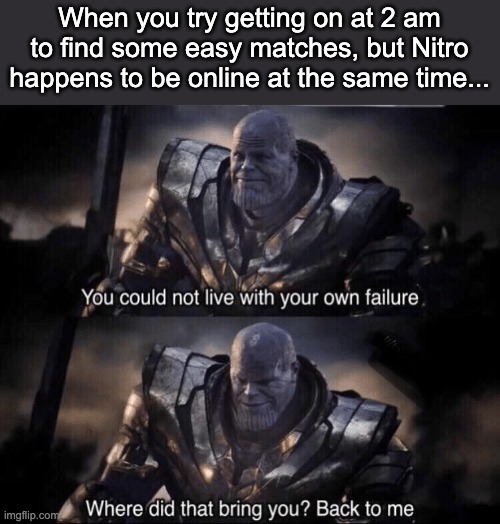 When you try getting on at 2 am
to find some easy matches, but Nitro
happens to be online at the same time...
You could not live with your own failure
Where did that bring you? Back to me
imgflip.com